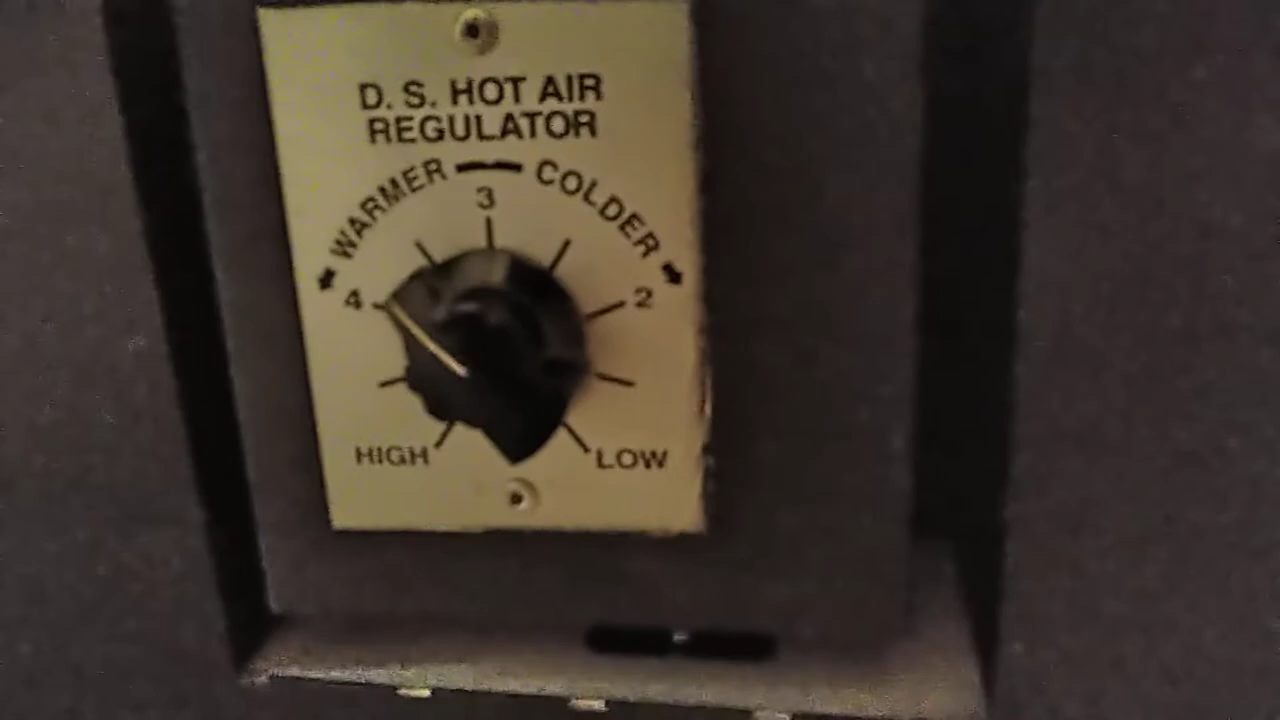 D. S. HOT AIR
REGULATOR
WARMER — COLDER
3
4
2
HIGH
LOW